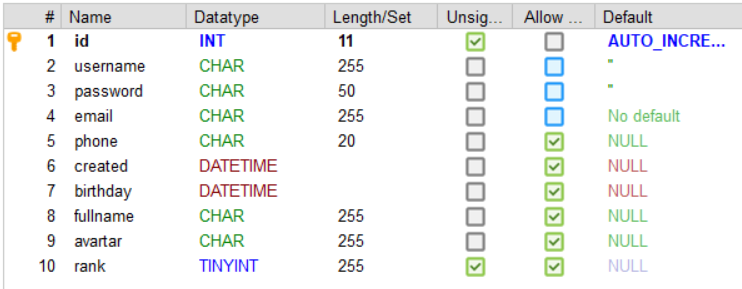 # Name Datatype Length/Set Unsig... Allow ... Default
1 id INT 11 AUTO_INCRE...
2 username CHAR 255 ''
3 password CHAR 50 ''
4 email CHAR 255 No default
5 phone CHAR 20 NULL
6 created DATETIME NULL
7 birthday DATETIME NULL
8 fullname CHAR 255 NULL
9 avartar CHAR 255 NULL
10 rank TINYINT 255 NULL